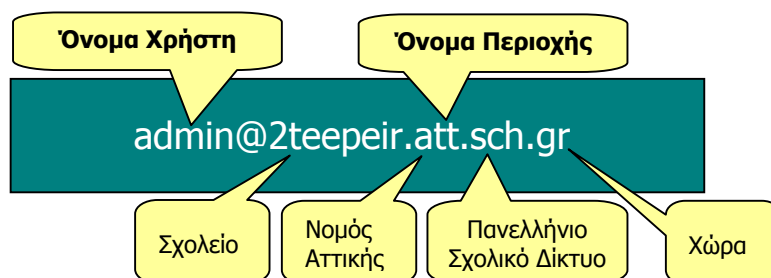 Όνομα Χρήστη
Όνομα Περιοχής
admin@2teepeir.att.sch.gr
Σχολείο
Νομός
Αττικής
Πανελλήνιο
Σχολικό Δίκτυο
Χώρα